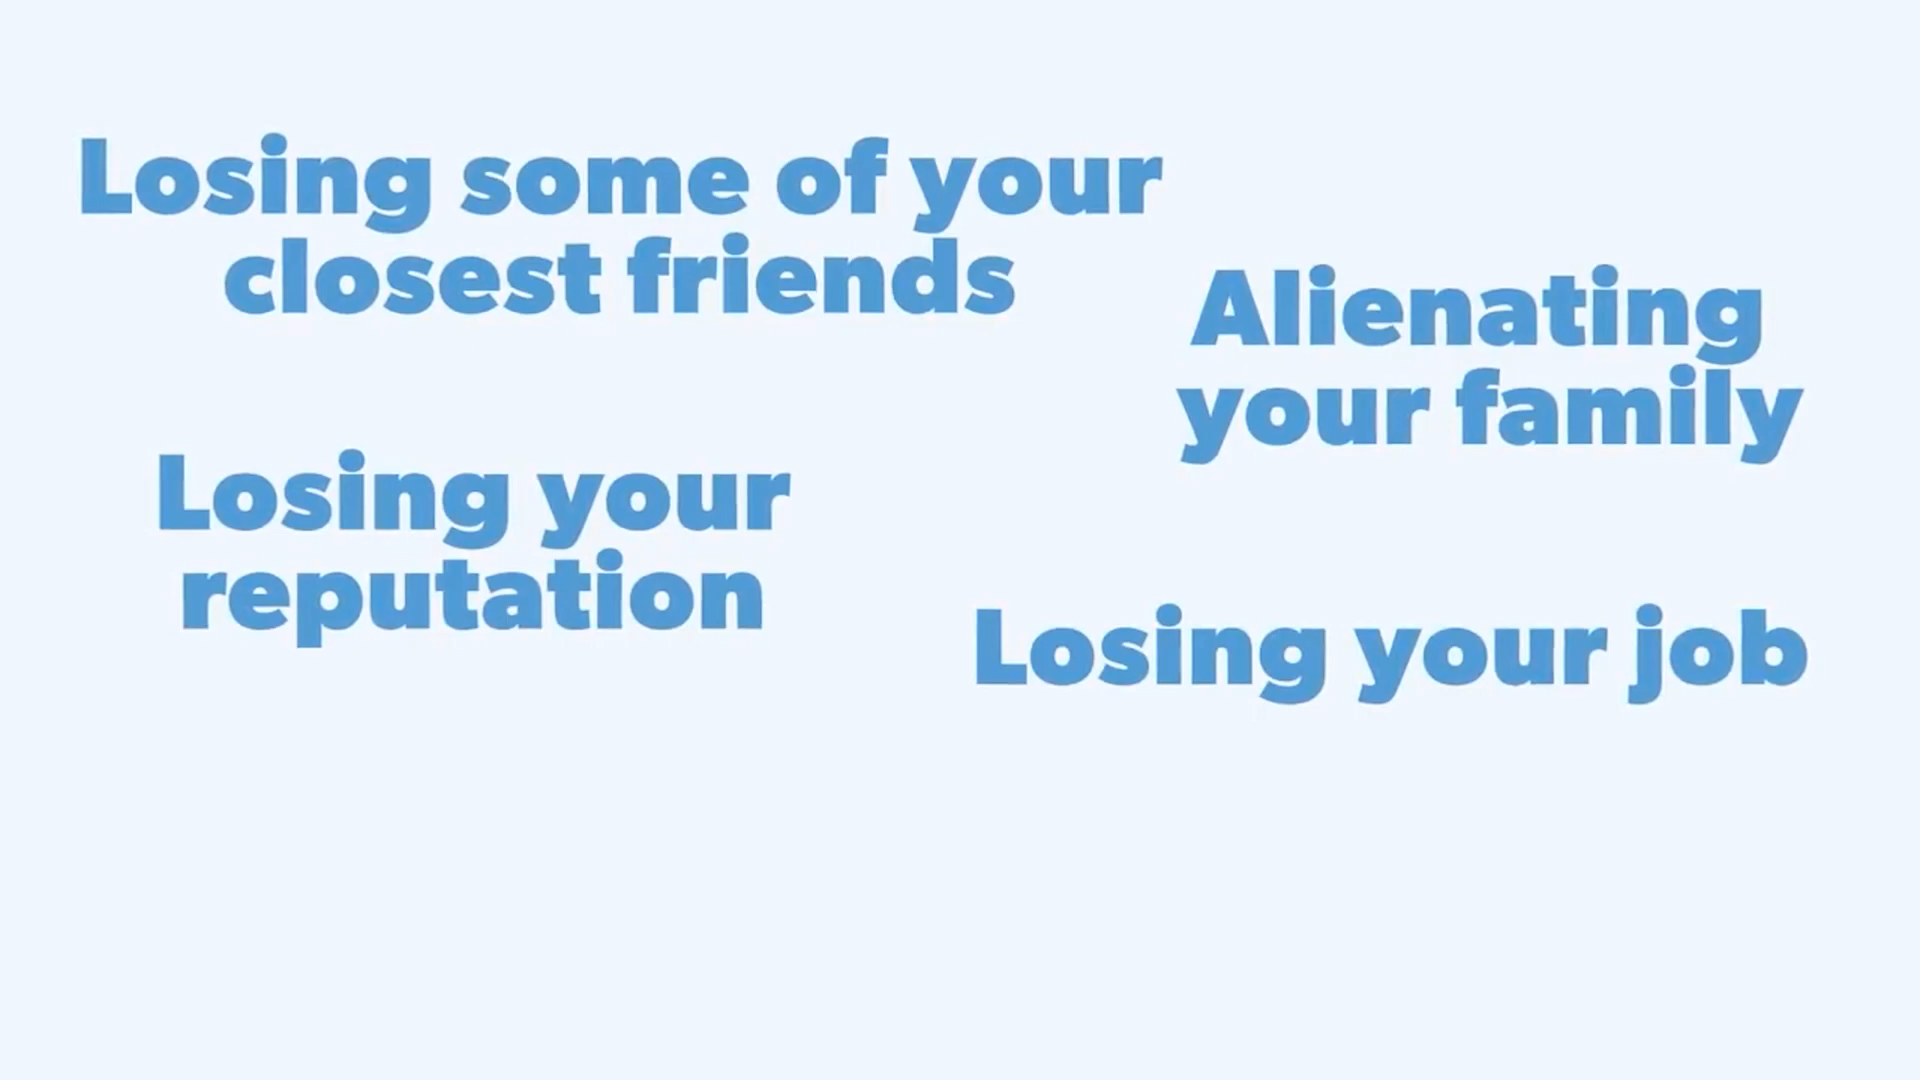 Losing some of your
closest friends
Alienating
your family
Losing your
reputation
Losing your job